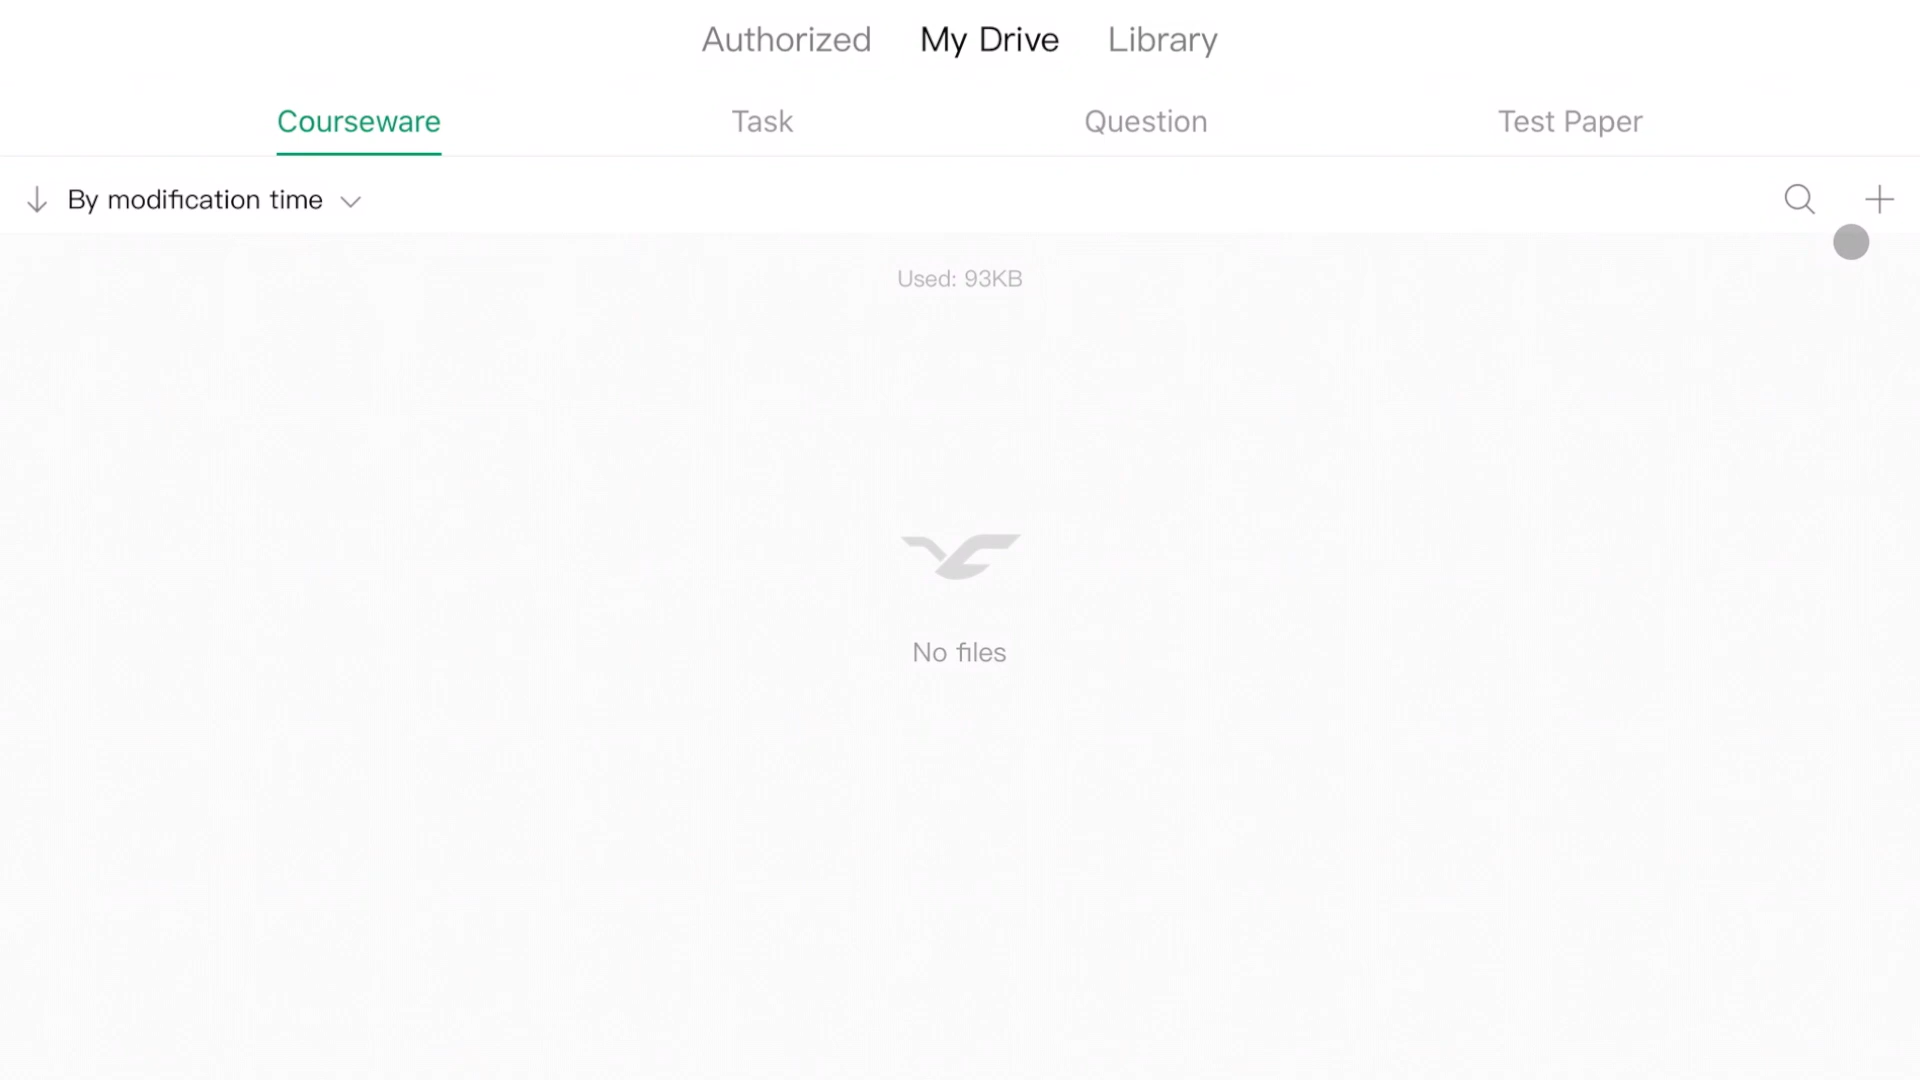 Authorized My Drive Library
Courseware Task Question Test Paper
By modification time
Used: 93KB
No files